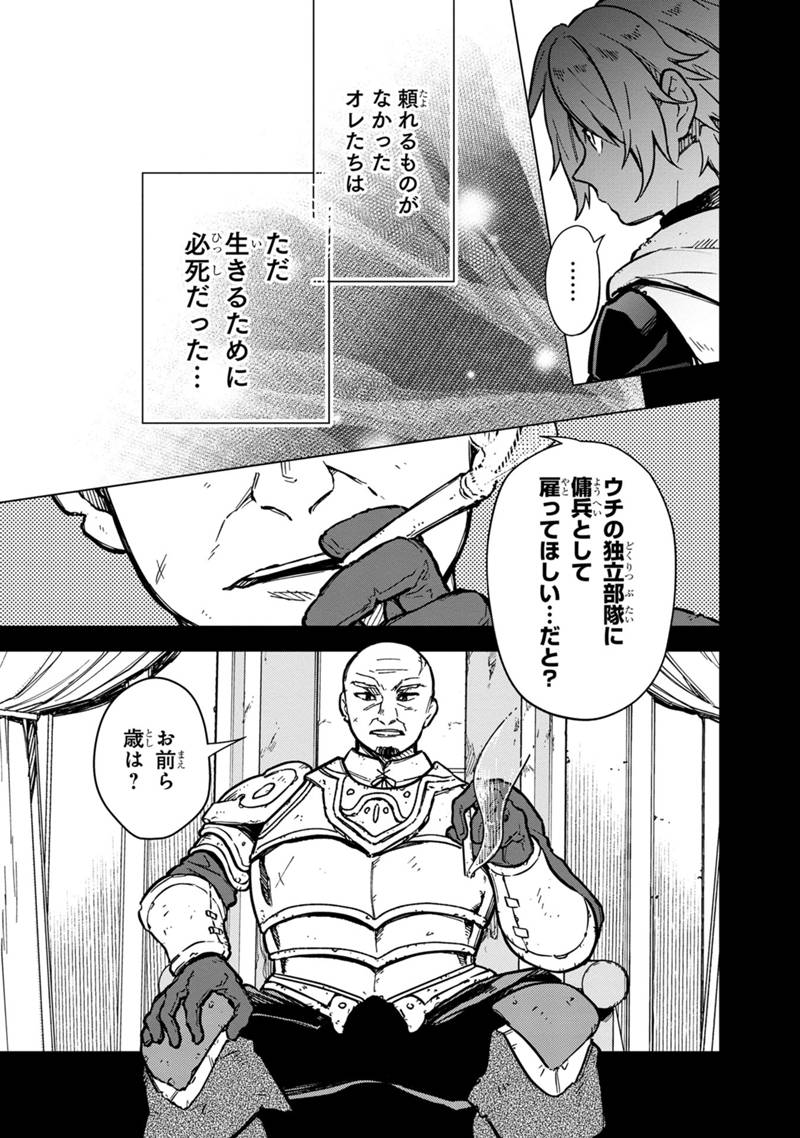 ……
頼れるものが
なかった
オレたちは
ただ
生きるために
必死だった…
ウチの独立部隊に
傭兵として
雇ってほしい…だと?
お前ら
歳は?